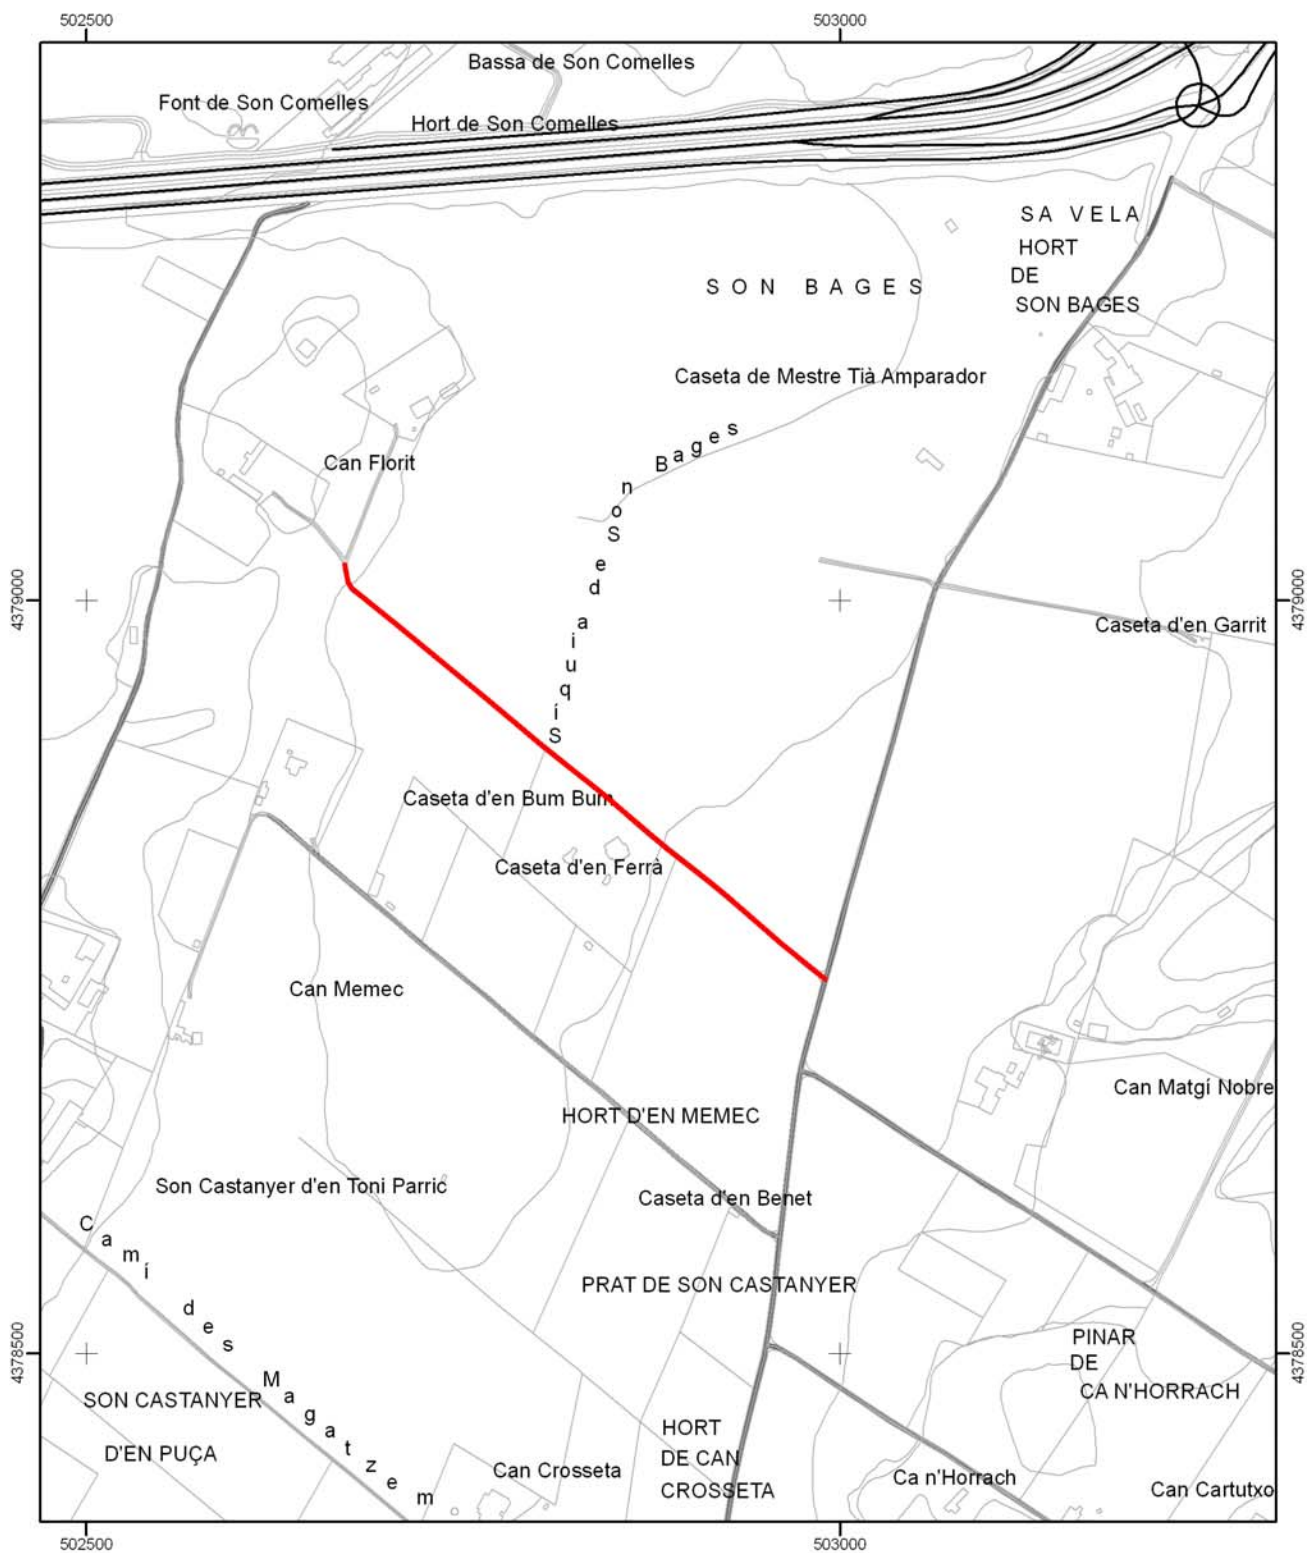 502500
503000
Bassa de Son Comelles
Font de Son Comelles
Hort de Son Comelles
SA VELA
HORT
DE
SON BAGES
SON BAGES
Caseta de Mestre Tià Amparador
Síquia de Son Bages
Can Florit
4379000
4379000
Caseta d'en Garrit
Caseta d'en Bum Bum
Caseta d'en Ferrà
Can Memec
Can Matgí Nobre
HORT D'EN MEMEC
Son Castanyer d'en Toni Parric
Caseta d'en Benet
Camí des Magatzem
PRAT DE SON CASTANYER
4378500
4378500
PINAR
DE
CA N'HORRACH
SON CASTANYER
D'EN PUÇA
HORT
DE CAN
CROSSETA
Can Crosseta
Ca n'Horrach
Can Cartutxo
502500
503000